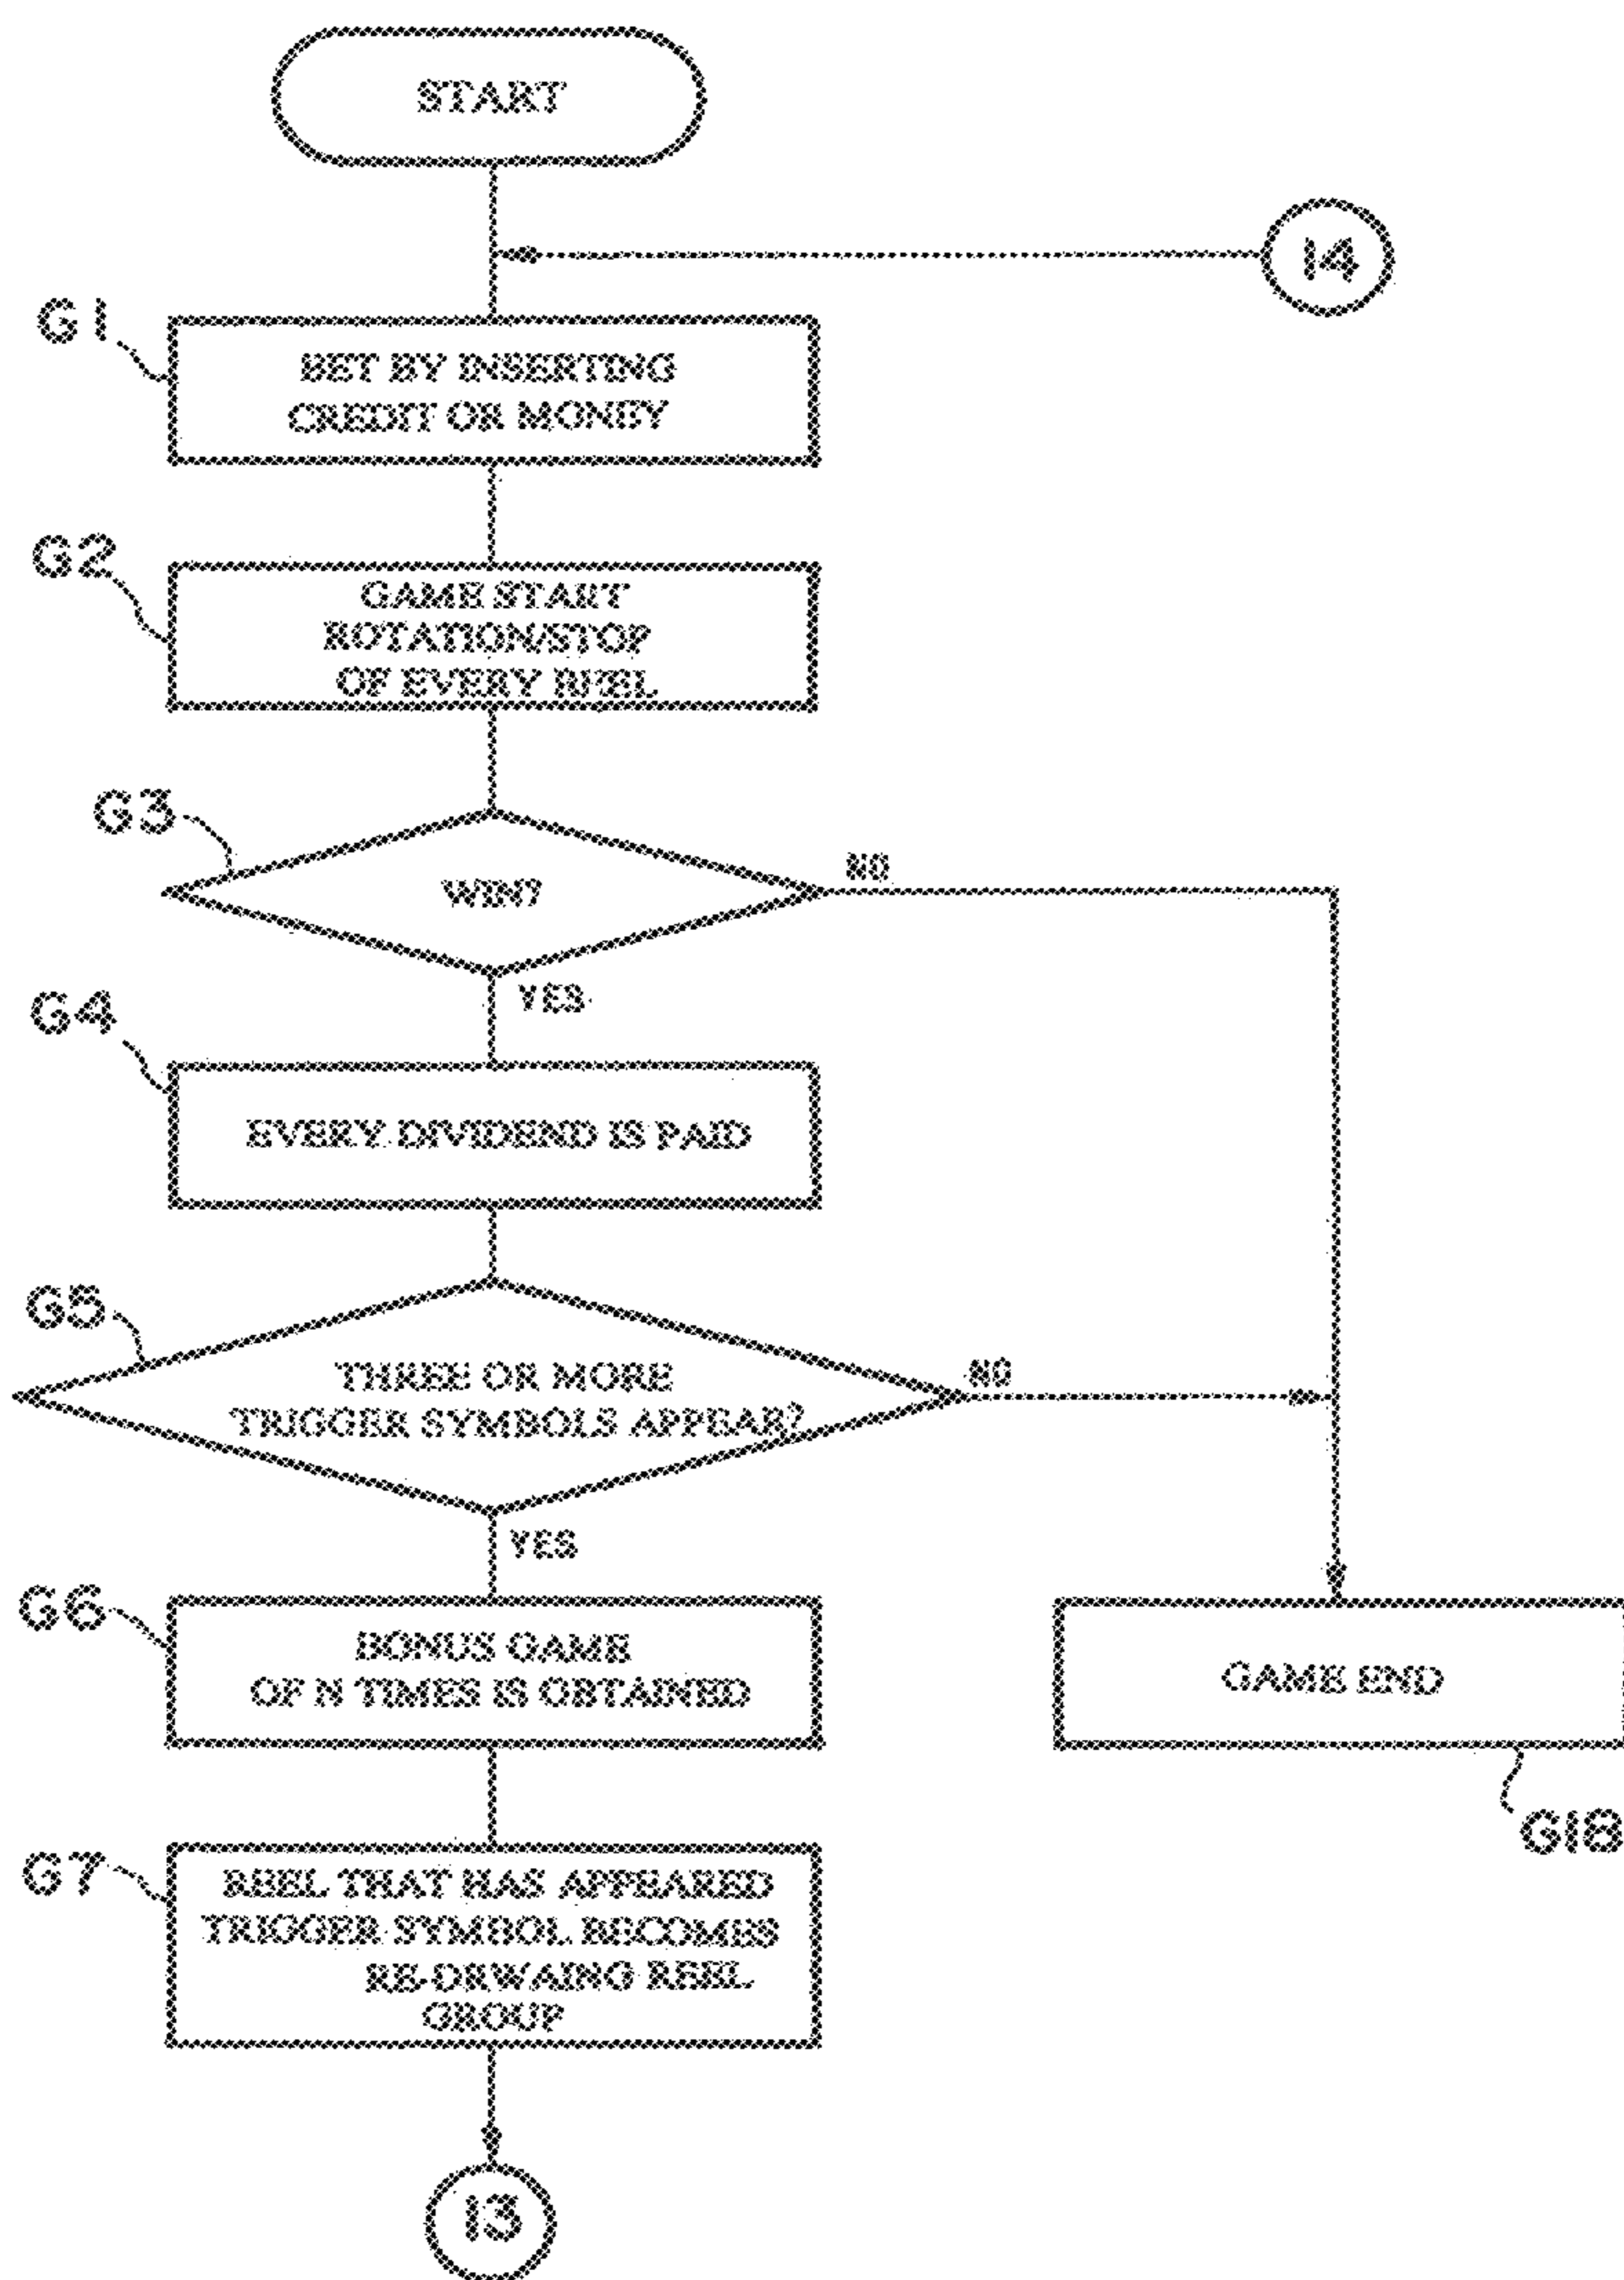 START
14
G1
BET BY INSERTING
CREDIT OR MONEY
G2
GAME START
ROTATION/STOP
OF EVERY REEL
G3
WIN?
NO
YES
G4
EVERY DIVIDEND IS PAID
G5
THREE OR MORE
TRIGGER SYMBOLS APPEAR?
NO
YES
G6
BONUS GAME
OF N TIMES IS OBTAINED
GAME END
G18
G7
REEL THAT HAS APPEARED
TRIGGER SYMBOL BECOMES
RE-DRWAING REEL
GROUP
13